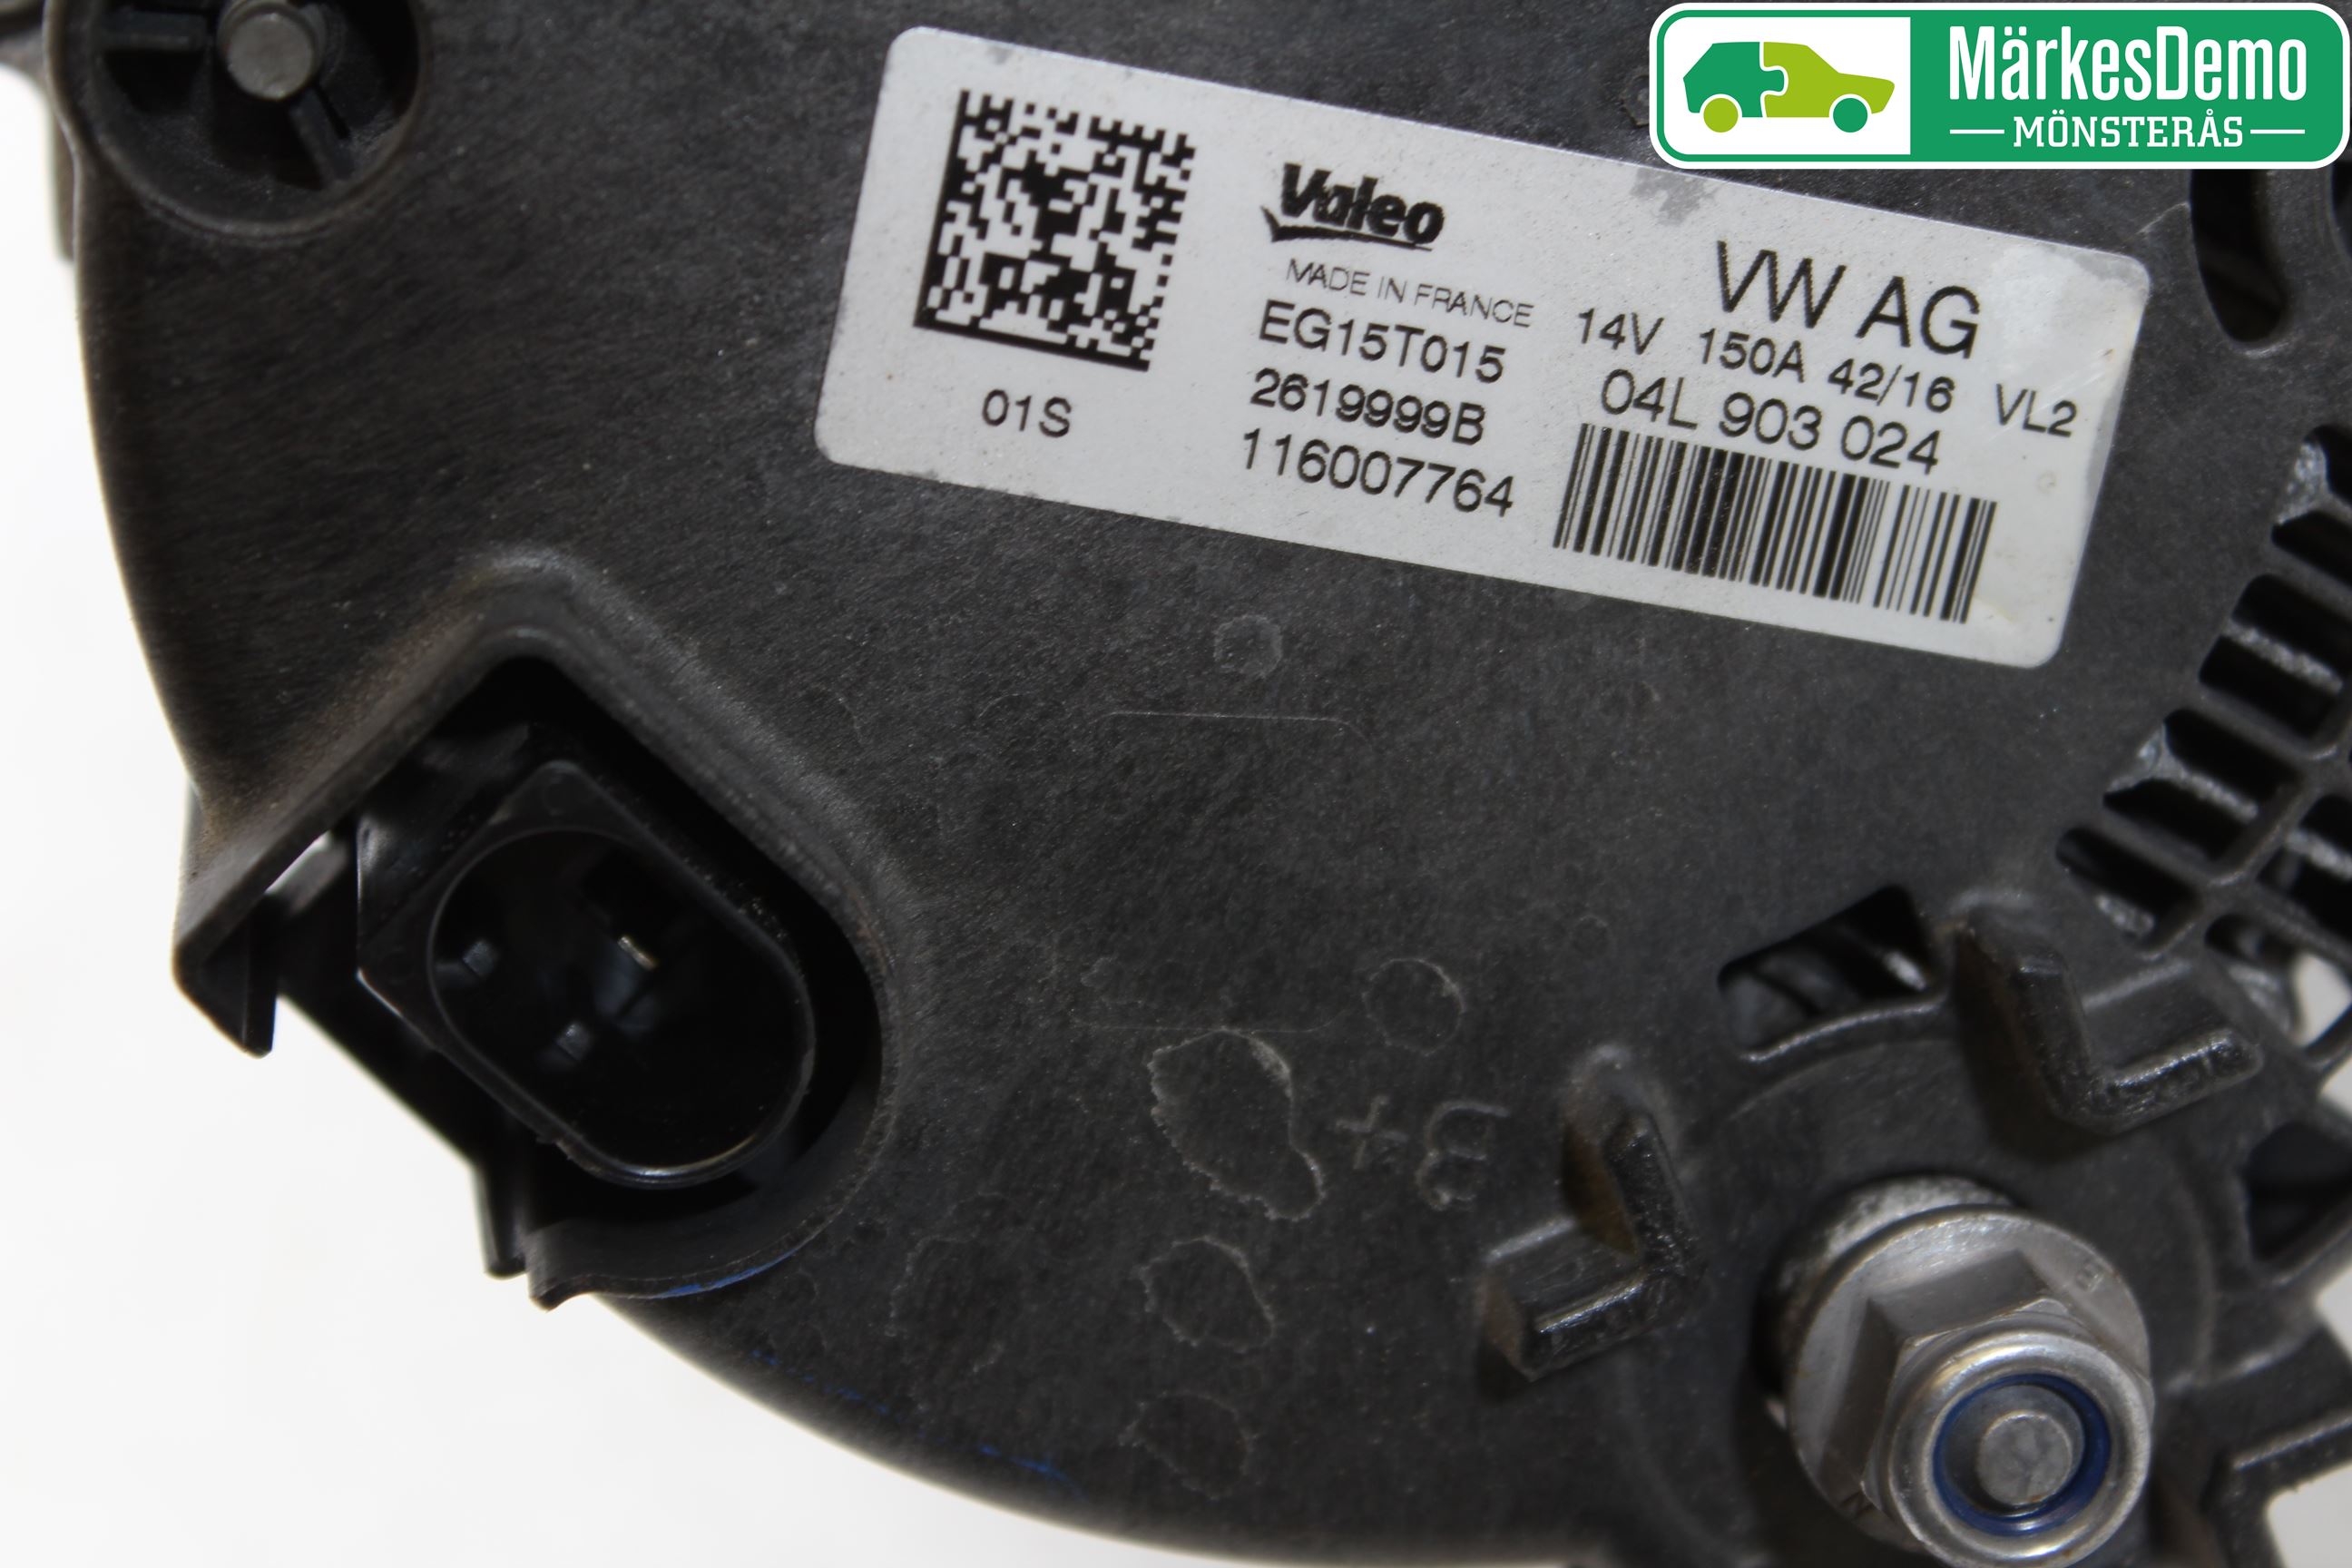 MärkesDemo
MÖNSTERÅS
Valeo
MADE IN FRANCE
EG15T015
2619999B
116007764
01S
VW AG
14V 150A 42/16 VL2
04L 903 024
B+